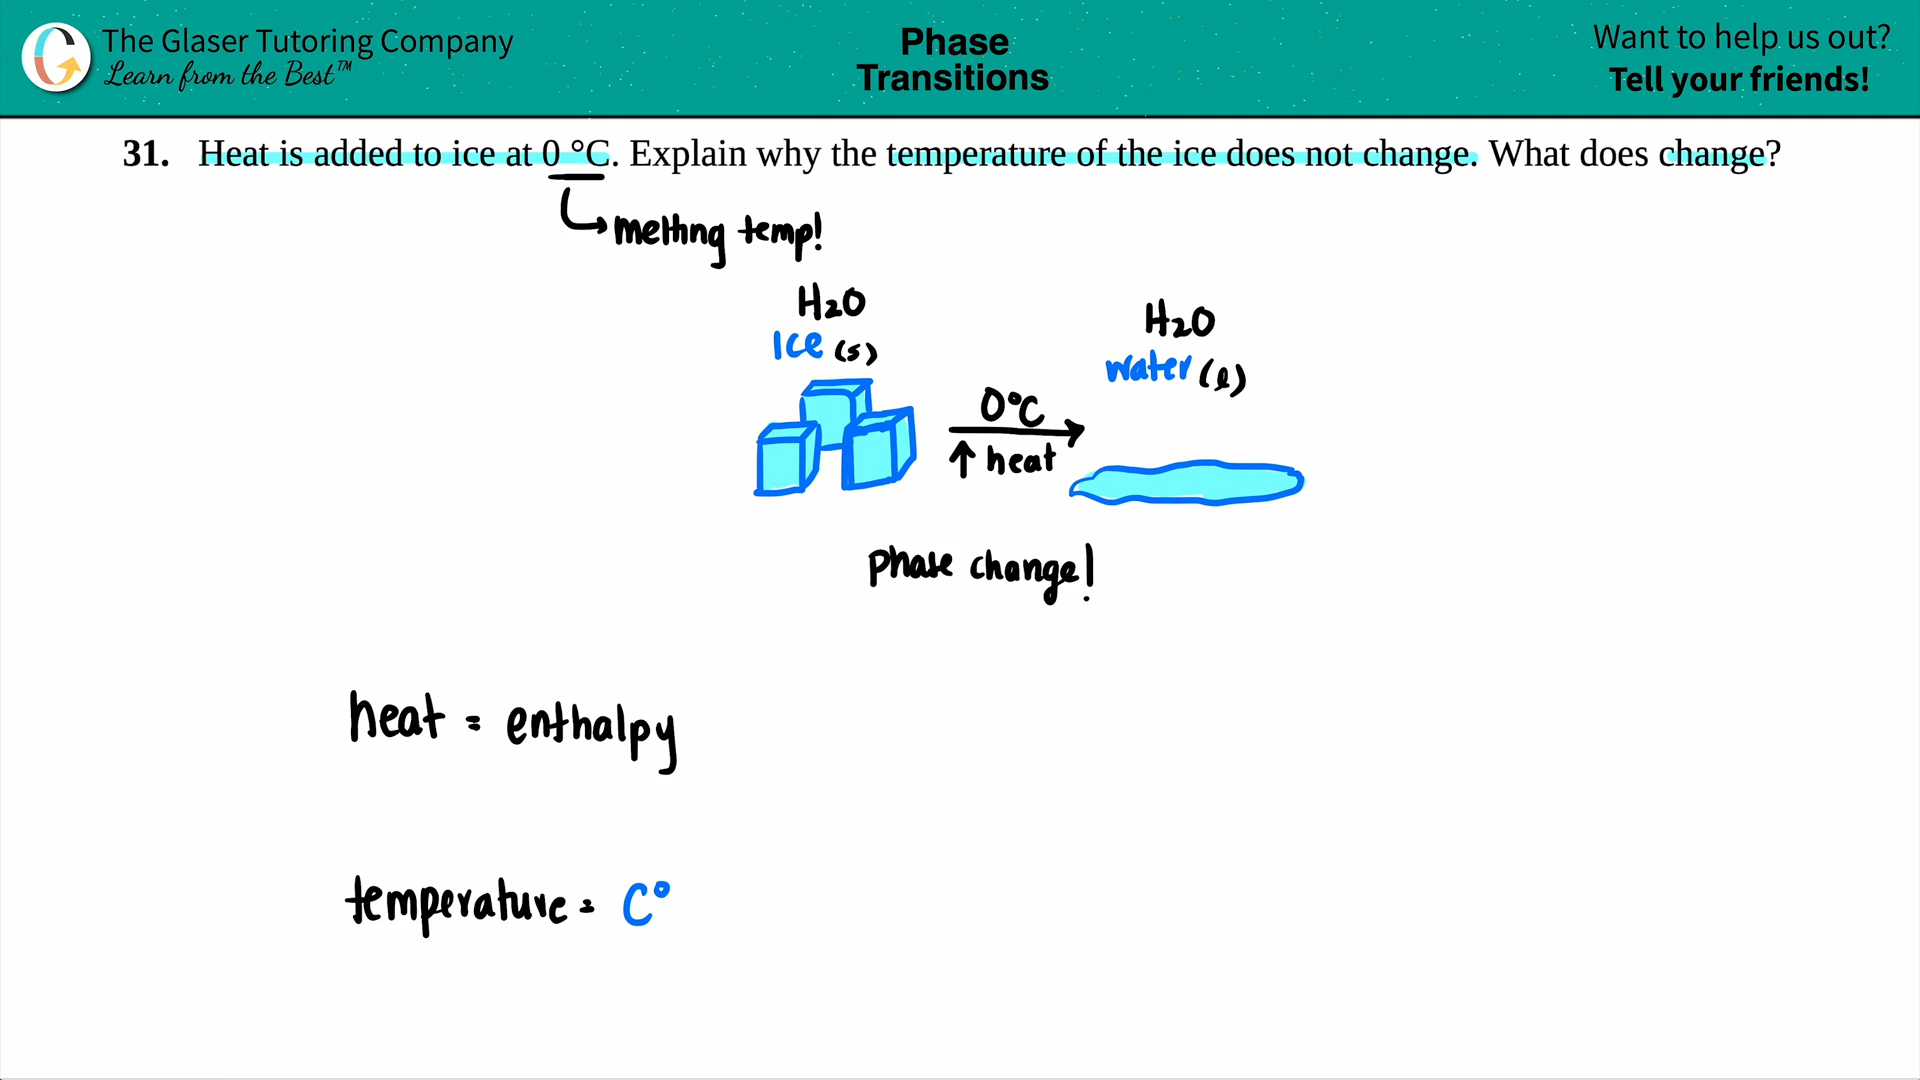 The Glaser Tutoring Company
Learn from the Best™
Phase
Transitions
Want to help us out?
Tell your friends!
31. Heat is added to ice at 0 °C. Explain why the temperature of the ice does not change. What does change?
melting temp!
H₂O
Ice (s)
H₂O
water (l)
0°C
↑ heat
phase change!
heat = enthalpy
temperature = C°